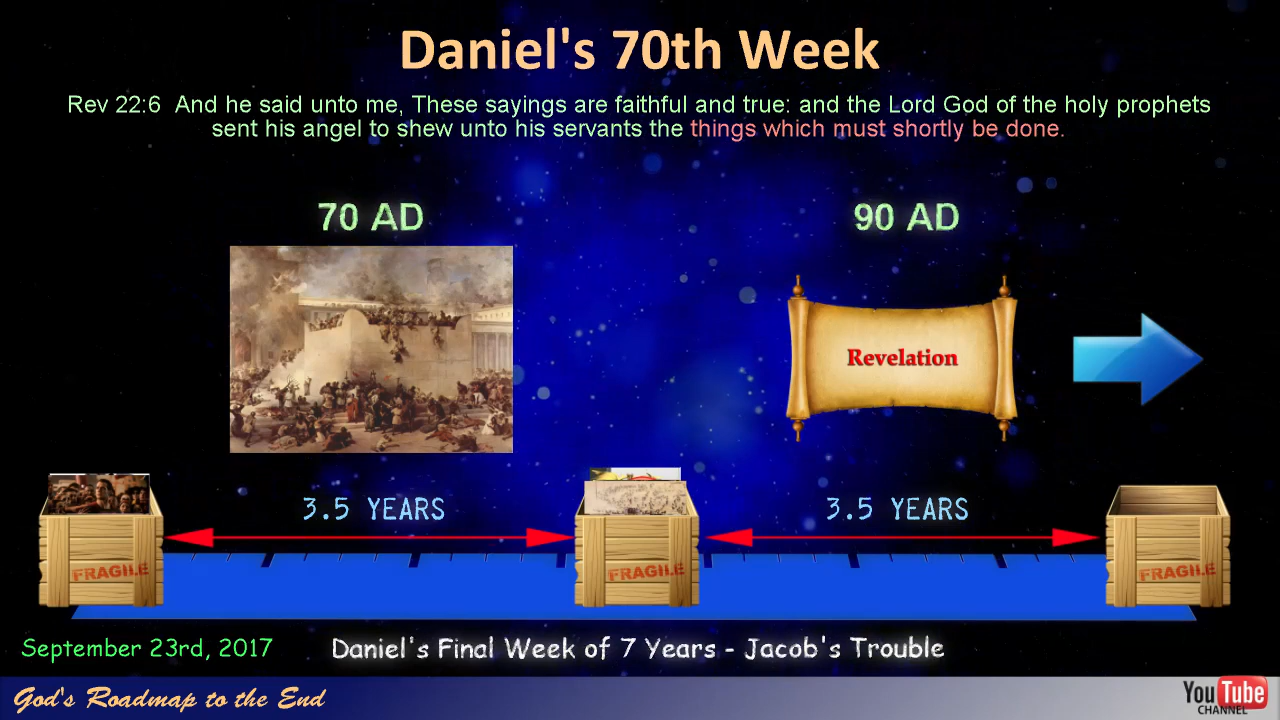 Daniel's 70th Week
Rev 22:6  And he said unto me, These sayings are faithful and true: and the Lord God of the holy prophets
sent his angel to shew unto his servants the things which must shortly be done.
70 AD
90 AD
Revelation
3.5 YEARS
3.5 YEARS
FRAGILE
FRAGILE
FRAGILE
September 23rd, 2017
Daniel's Final Week of 7 Years - Jacob's Trouble
God's Roadmap to the End
YouTube
CHANNEL